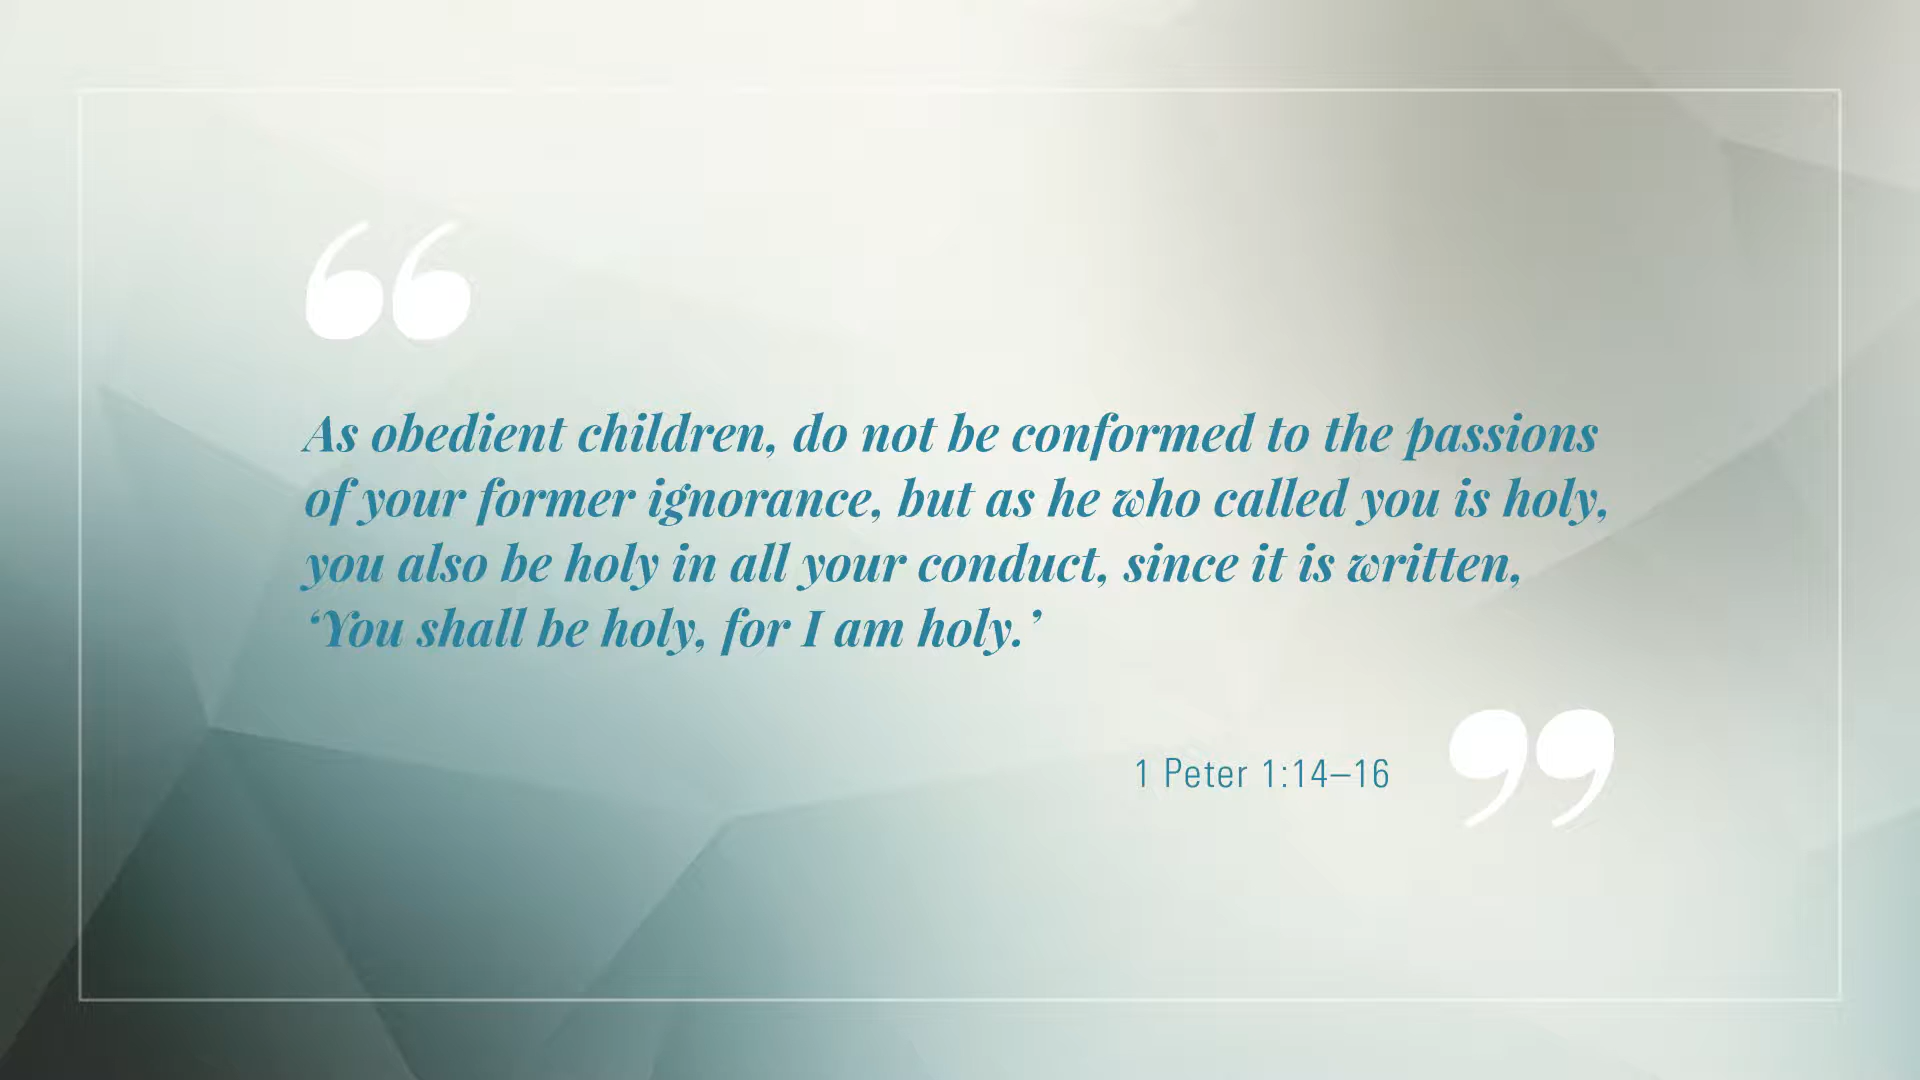 “
As obedient children, do not be conformed to the passions
of your former ignorance, but as he who called you is holy,
you also be holy in all your conduct, since it is written,
‘You shall be holy, for I am holy.’
1 Peter 1:14–16 ”